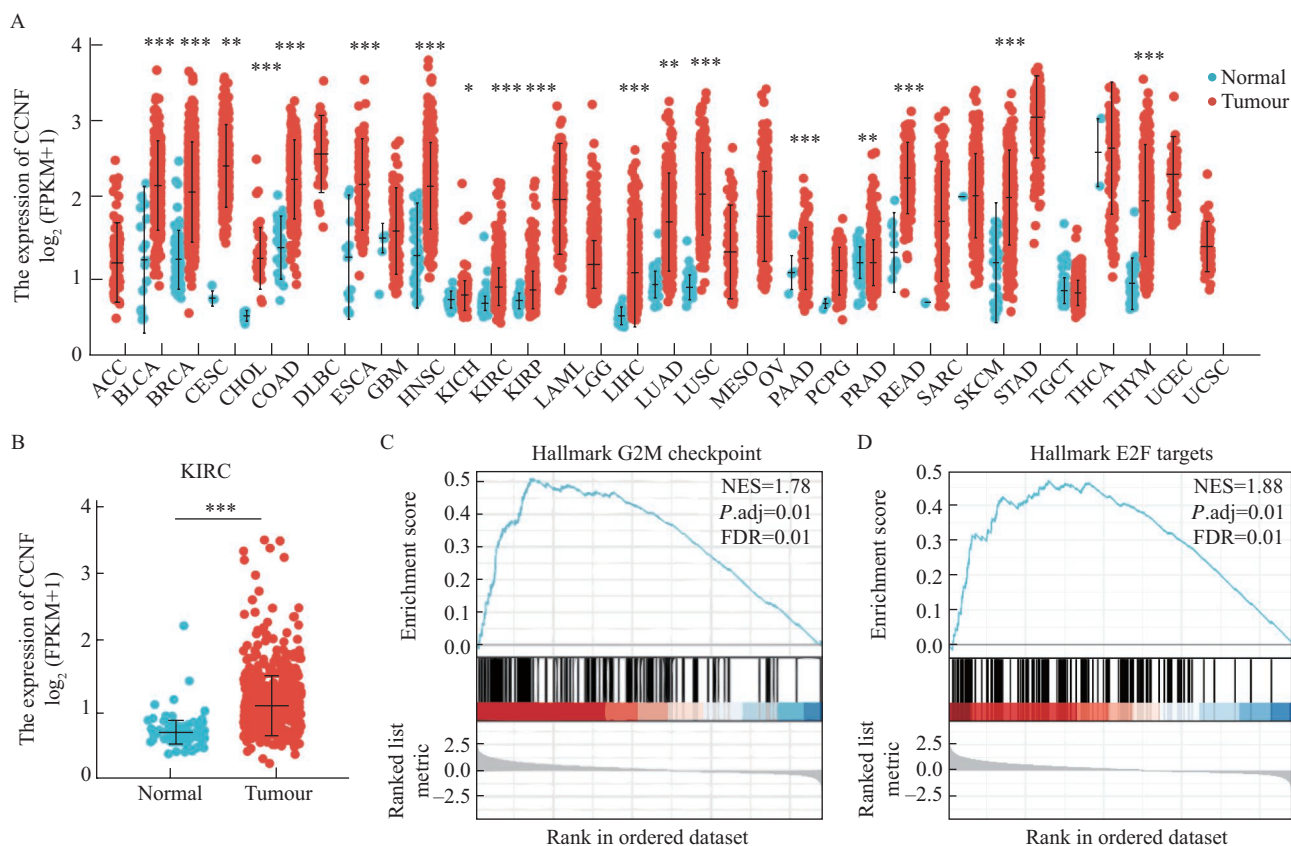 A
The expression of CCNF
log₂ (FPKM+1)
4
3
2
1
0
*** *** ** *** *** *** *** * *** *** *** ** *** *** ** *** *** ***
Normal
Tumour
ACC BLCA BRCA CESC CHOL COAD DLBC ESCA GBM HNSC KICH KIRC KIRP LAML LGG LIHC LUAD LUSC MESO OV PAAD PCPG PRAD READ SARC SKCM STAD TGCT THCA THYM UCEC UCSC
B
KIRC
***
The expression of CCNF
log₂ (FPKM+1)
4
3
2
1
0
Normal Tumour
C
Hallmark G2M checkpoint
NES=1.78
P.adj=0.01
FDR=0.01
Enrichment score
0.5
0.4
0.3
0.2
0.1
0.0
Ranked list
metric
2.5
0.0
−2.5
Rank in ordered dataset
D
Hallmark E2F targets
NES=1.88
P.adj=0.01
FDR=0.01
Enrichment score
0.5
0.4
0.3
0.2
0.1
0.0
Ranked list
metric
2.5
0.0
−2.5
Rank in ordered dataset